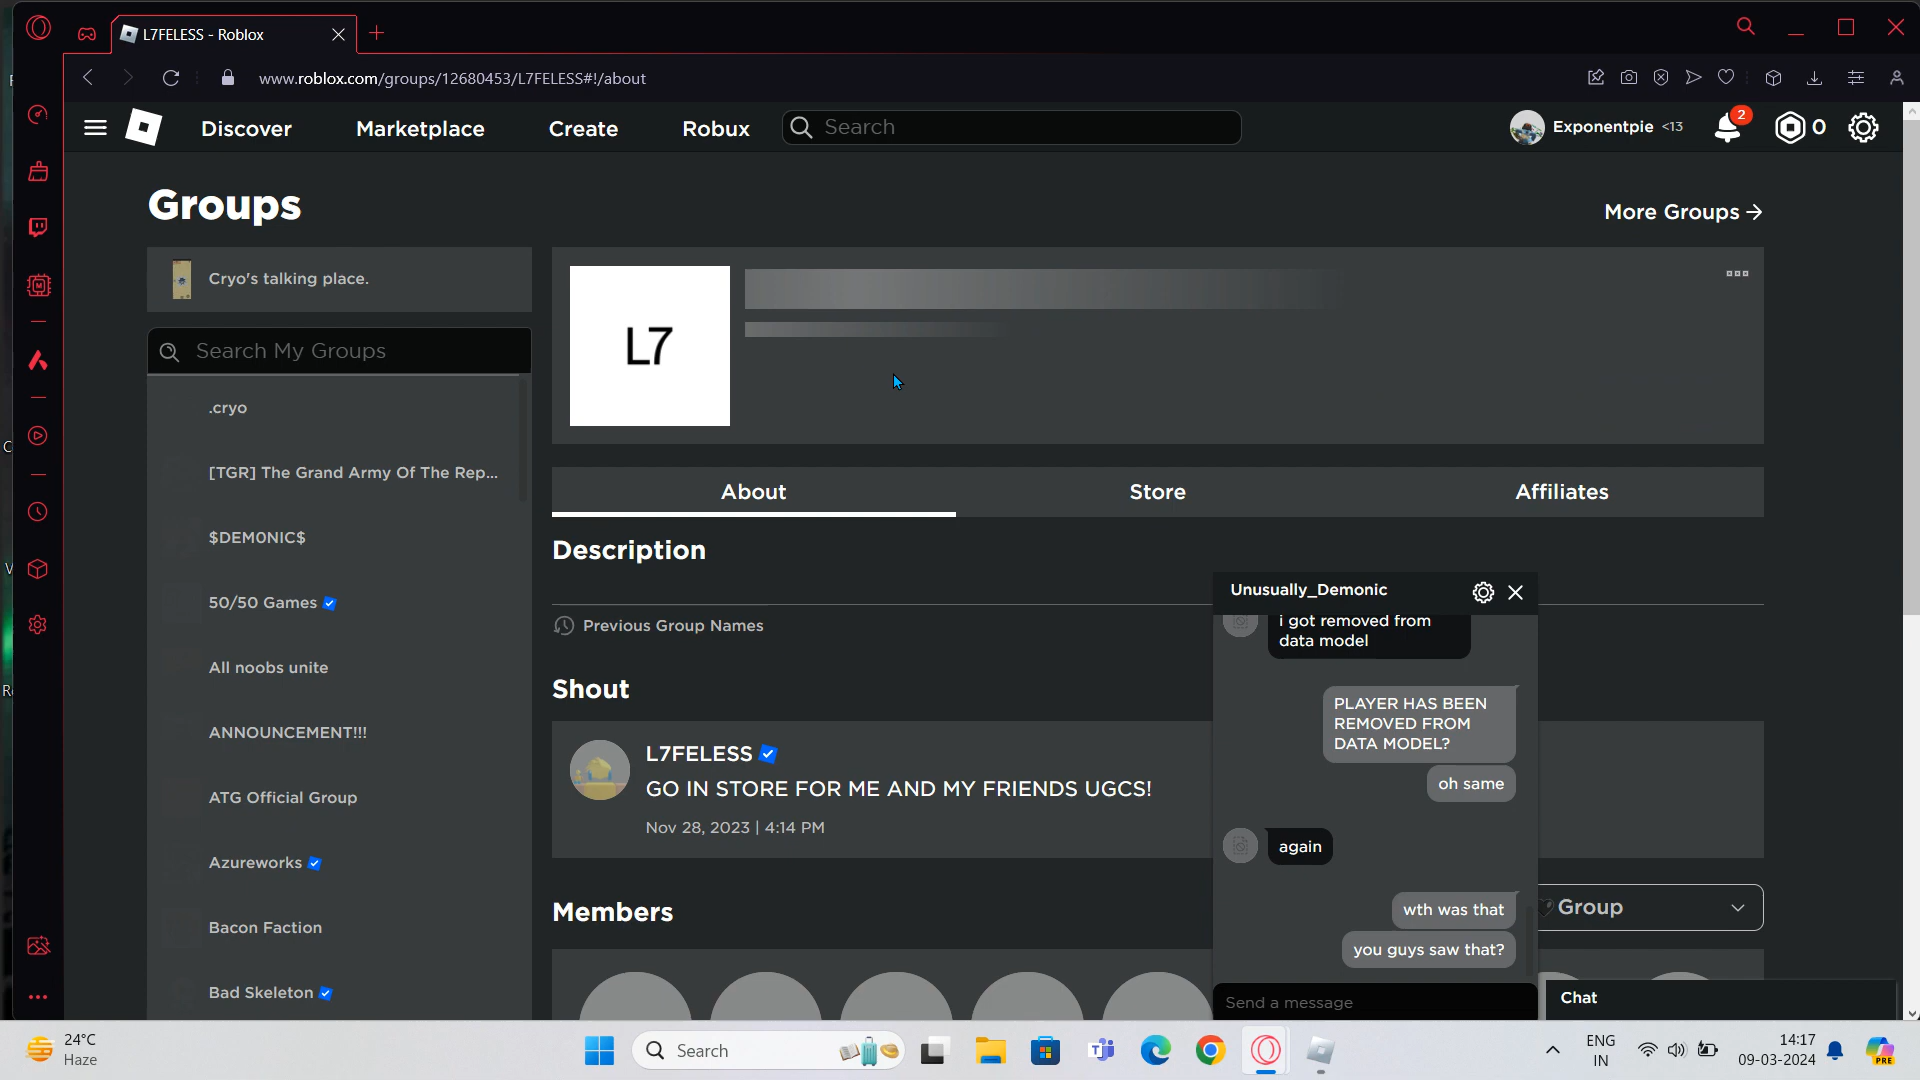 L7FELESS - Roblox
www.roblox.com/groups/12680453/L7FELESS#!/about
Discover
Marketplace
Create
Robux
Search
Exponentpie <13
2
0
Groups
More Groups →
Cryo's talking place.
Search My Groups
.cryo
[TGR] The Grand Army Of The Rep...
$DEM0NIC$
50/50 Games
All noobs unite
ANNOUNCEMENT!!!
ATG Official Group
Azureworks
Bacon Faction
Bad Skeleton
L7
About
Store
Affiliates
Description
Previous Group Names
Shout
L7FELESS
GO IN STORE FOR ME AND MY FRIENDS UGCS!
Nov 28, 2023 | 4:14 PM
Members
Group
Unusually_Demonic
i got removed from
data model
PLAYER HAS BEEN
REMOVED FROM
DATA MODEL?
oh same
again
wth was that
you guys saw that?
Send a message
Chat
24°C
Haze
Search
ENG
IN
14:17
09-03-2024
PRE